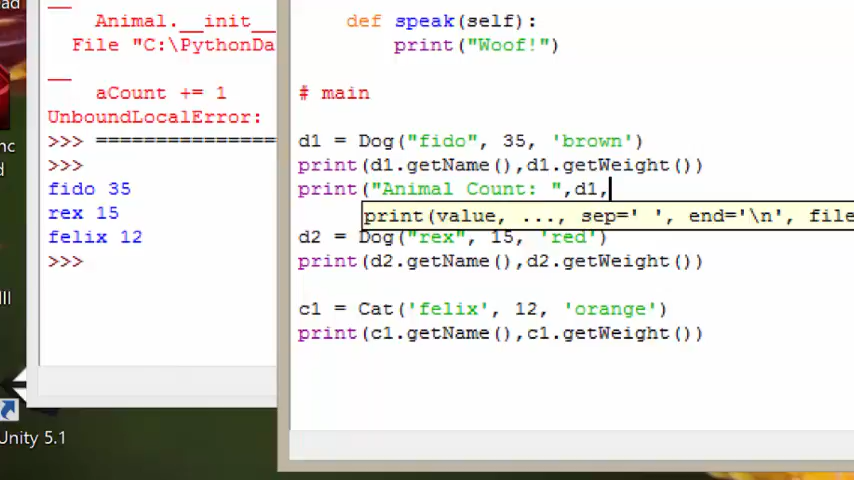 Animal.__init__
File "C:\PythonDa
aCount += 1
UnboundLocalError:
>>> ===============
>>>
fido 35
rex 15
felix 12
>>>
def speak(self):
print("Woof!")
# main
d1 = Dog("fido", 35, 'brown')
print(d1.getName(),d1.getWeight())
print("Animal Count: ",d1,
print(value, ..., sep=' ', end='\n', file
d2 = Dog("rex", 15, 'red')
print(d2.getName(),d2.getWeight())
c1 = Cat('felix', 12, 'orange')
print(c1.getName(),c1.getWeight())
Unity 5.1